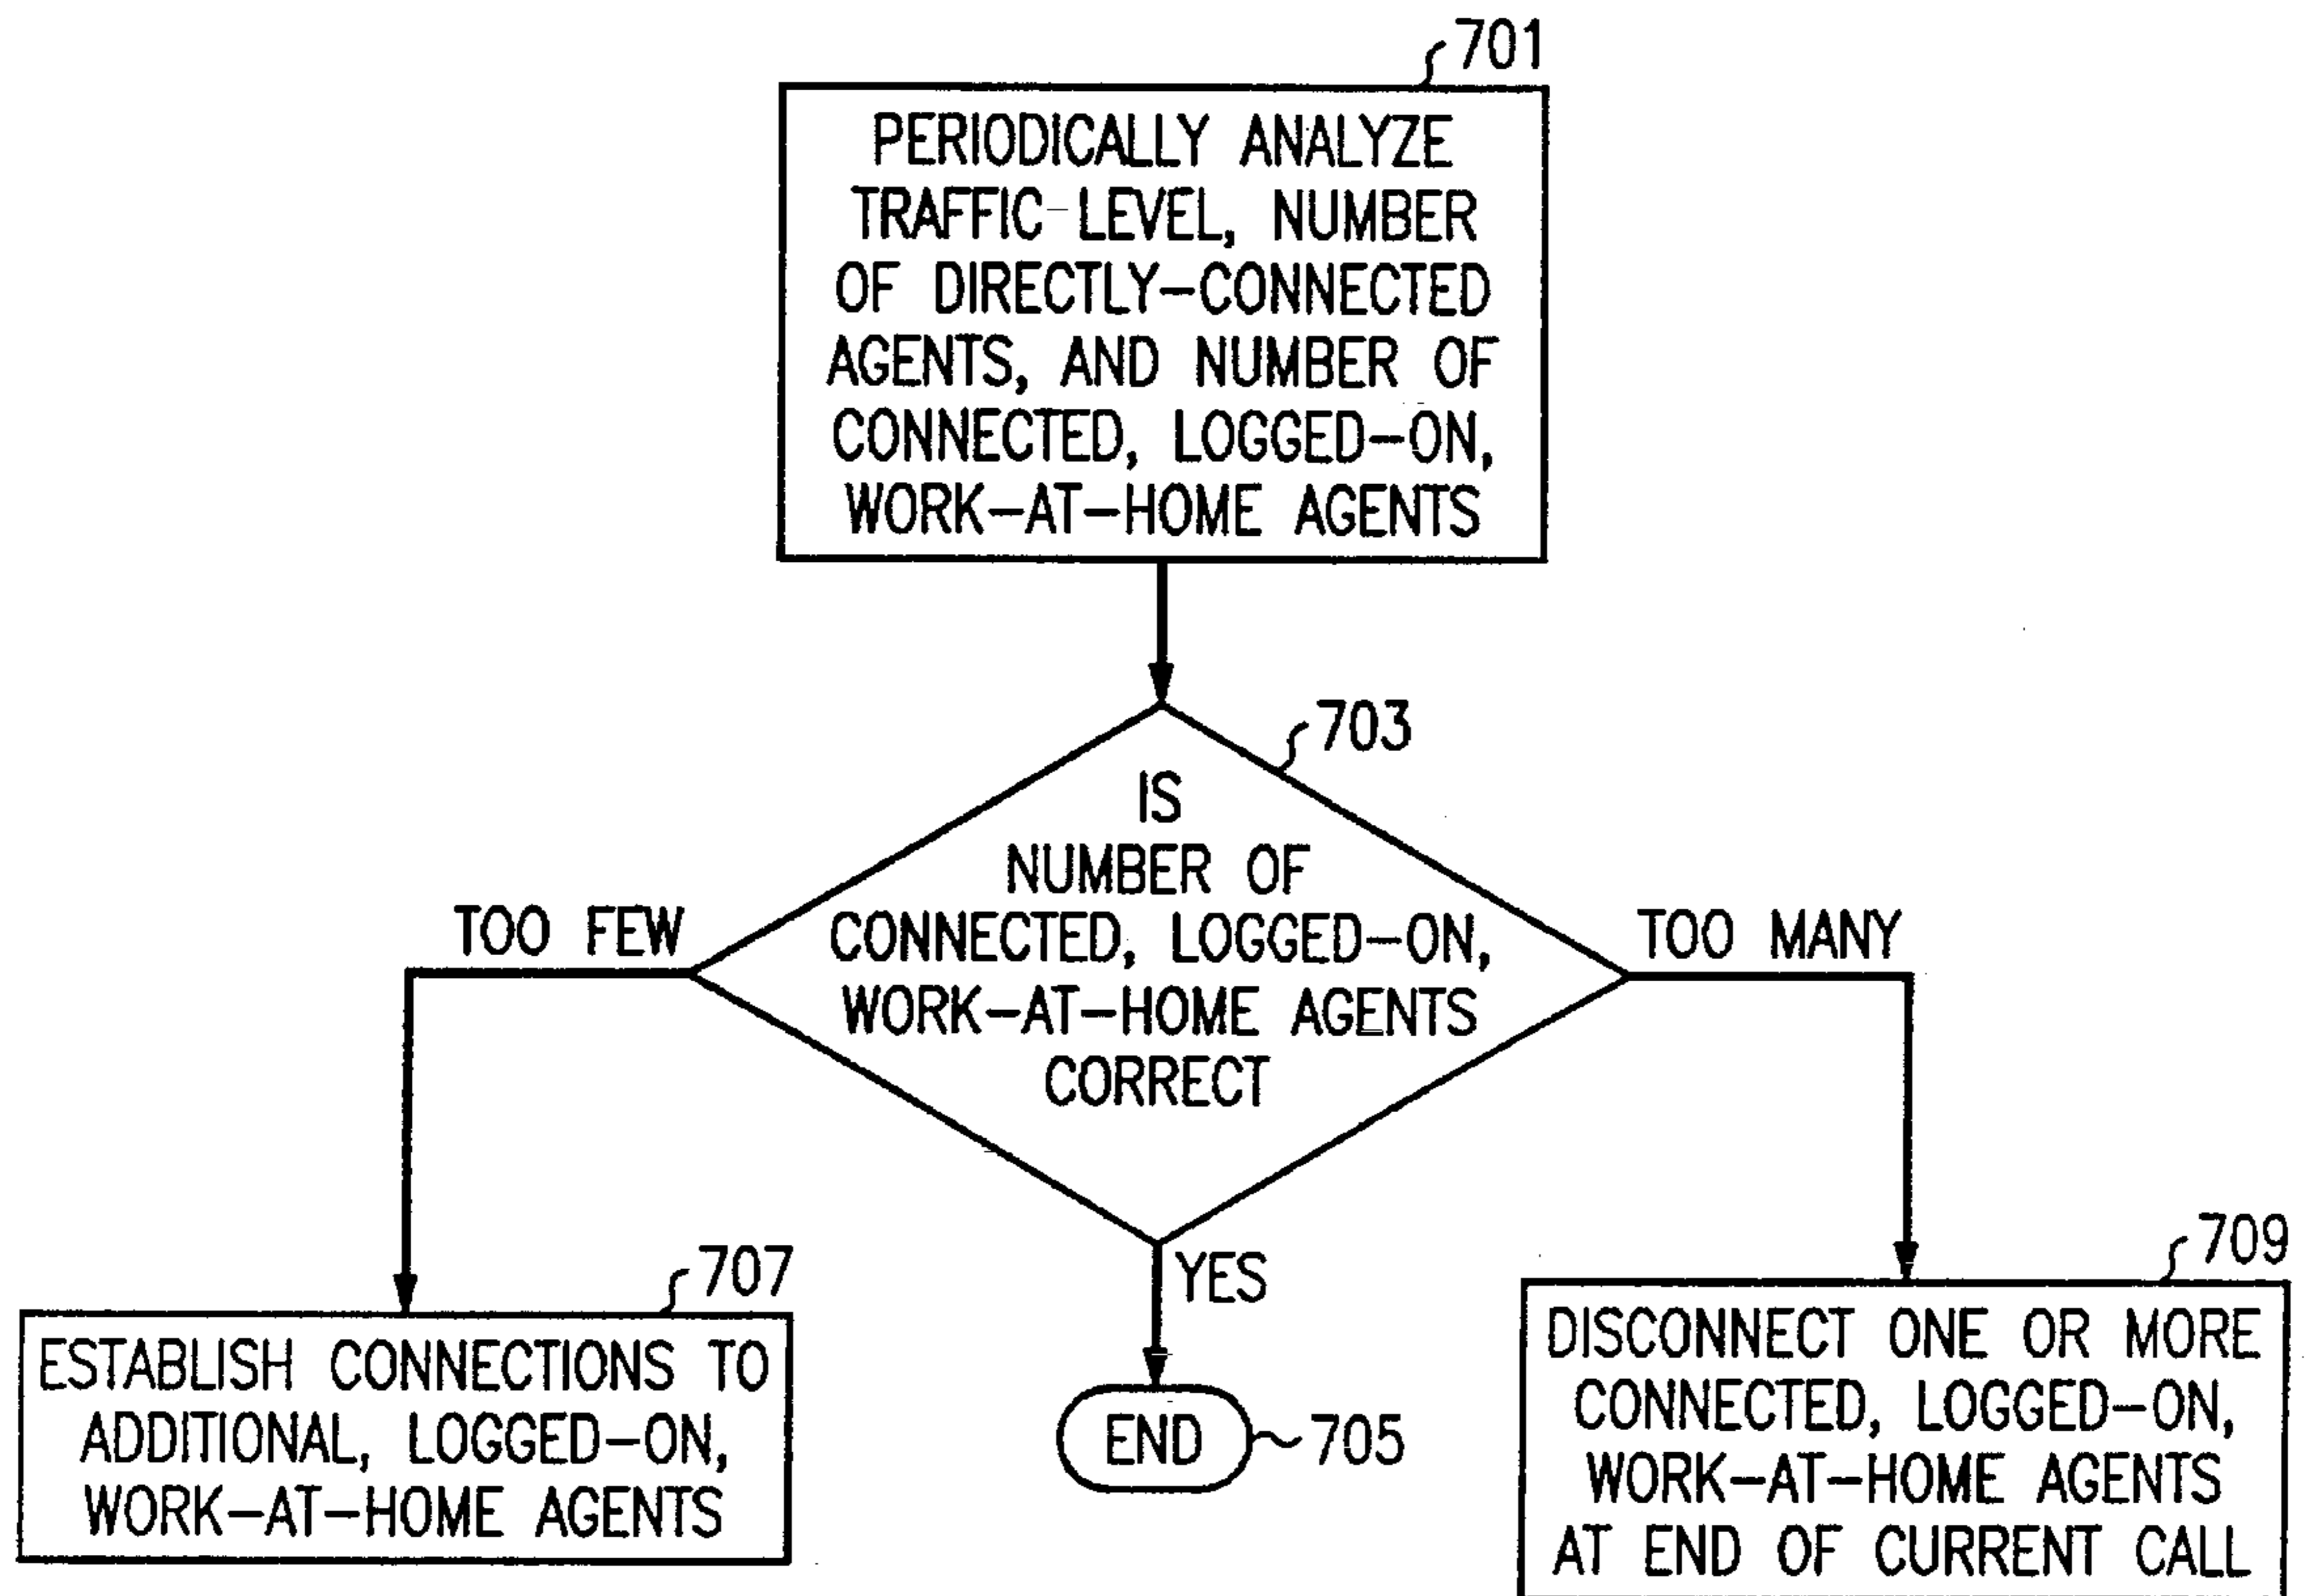 701
PERIODICALLY ANALYZE
TRAFFIC-LEVEL, NUMBER
OF DIRECTLY-CONNECTED
AGENTS, AND NUMBER OF
CONNECTED, LOGGED-ON,
WORK-AT-HOME AGENTS
703
IS
NUMBER OF
CONNECTED, LOGGED-ON,
WORK-AT-HOME AGENTS
CORRECT
TOO FEW
TOO MANY
YES
707
ESTABLISH CONNECTIONS TO
ADDITIONAL, LOGGED-ON,
WORK-AT-HOME AGENTS
END
705
709
DISCONNECT ONE OR MORE
CONNECTED, LOGGED-ON,
WORK-AT-HOME AGENTS
AT END OF CURRENT CALL